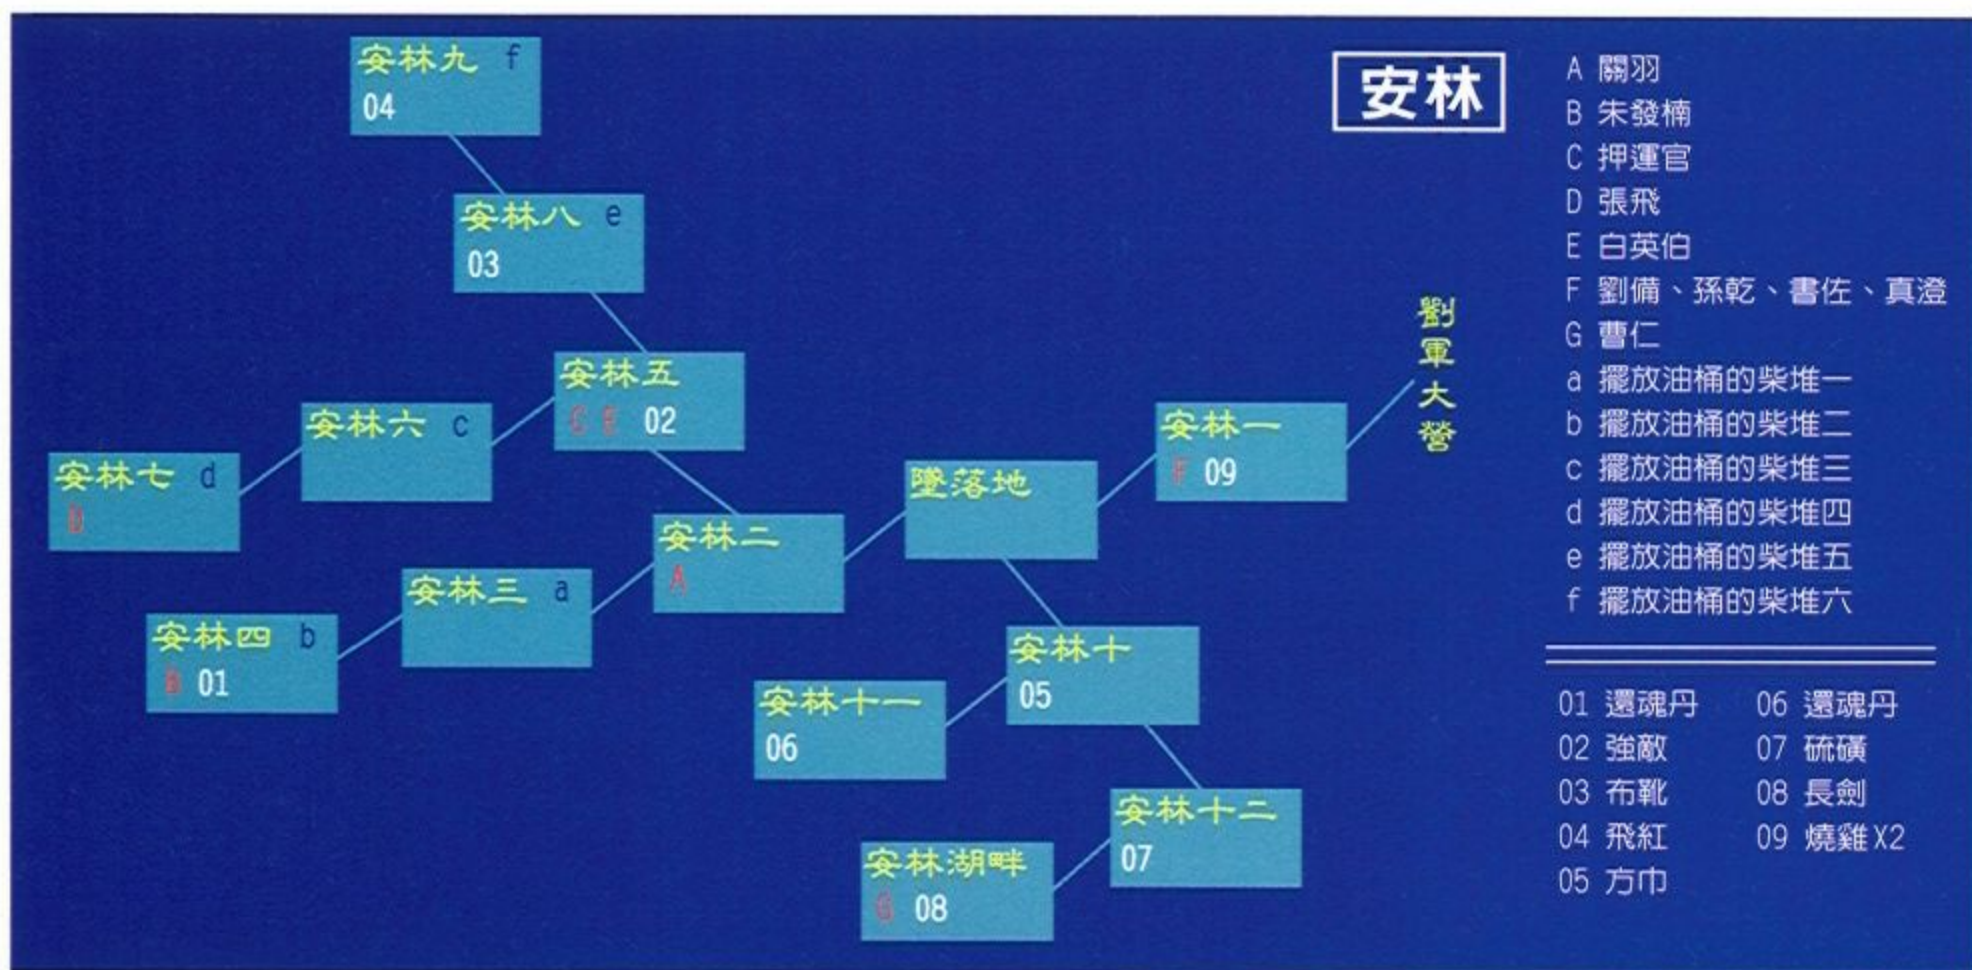 安林九 f
04
安林八 e
03
安林五
C E 02
安林六 c
安林七 d
D
安林二
A
安林三 a
安林四 b
B 01
墜落地
安林一
F 09
劉軍大營
安林十
05
安林十一
06
安林十二
07
安林湖畔
G 08
安林
A 關羽
B 朱發楠
C 押運官
D 張飛
E 白英伯
F 劉備、孫乾、書佐、真澄
G 曹仁
a 擺放油桶的柴堆一
b 擺放油桶的柴堆二
c 擺放油桶的柴堆三
d 擺放油桶的柴堆四
e 擺放油桶的柴堆五
f 擺放油桶的柴堆六
01 還魂丹
02 強敵
03 布靴
04 飛紅
05 方巾
06 還魂丹
07 硫磺
08 長劍
09 燒雞X2